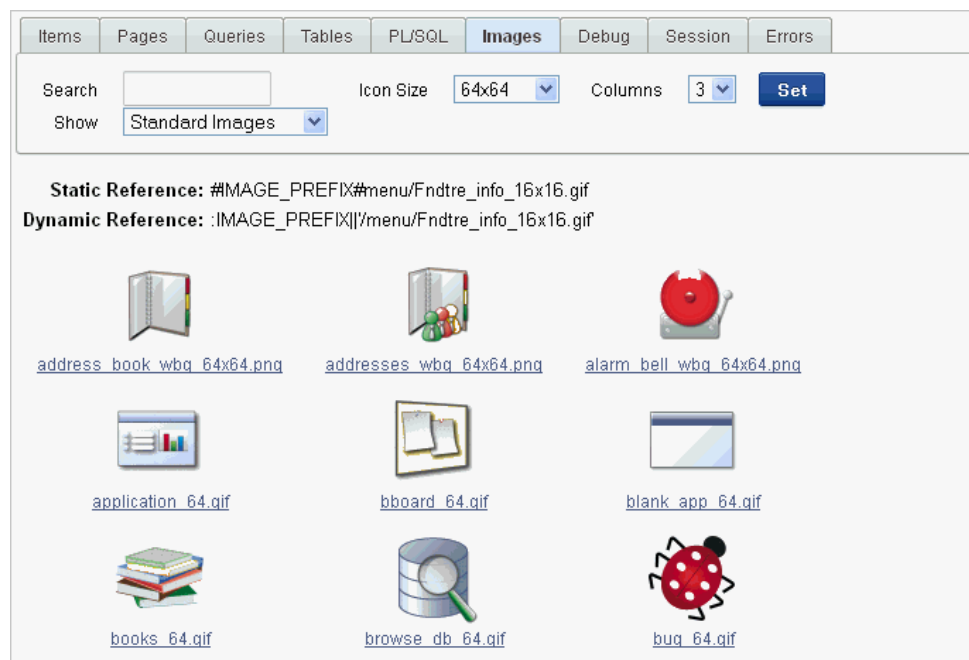 Items Pages Queries Tables PL/SQL Images Debug Session Errors
Search Icon Size 64x64 Columns 3 Set
Show Standard Images
Static Reference: #IMAGE_PREFIX#menu/Fndtre_info_16x16.gif
Dynamic Reference: :IMAGE_PREFIX||'/menu/Fndtre_info_16x16.gif'
address_book_wbg_64x64.png addresses_wbg_64x64.png alarm_bell_wbg_64x64.png
application_64.gif bboard_64.gif blank_app_64.gif
books_64.gif browse_db_64.gif bug_64.gif